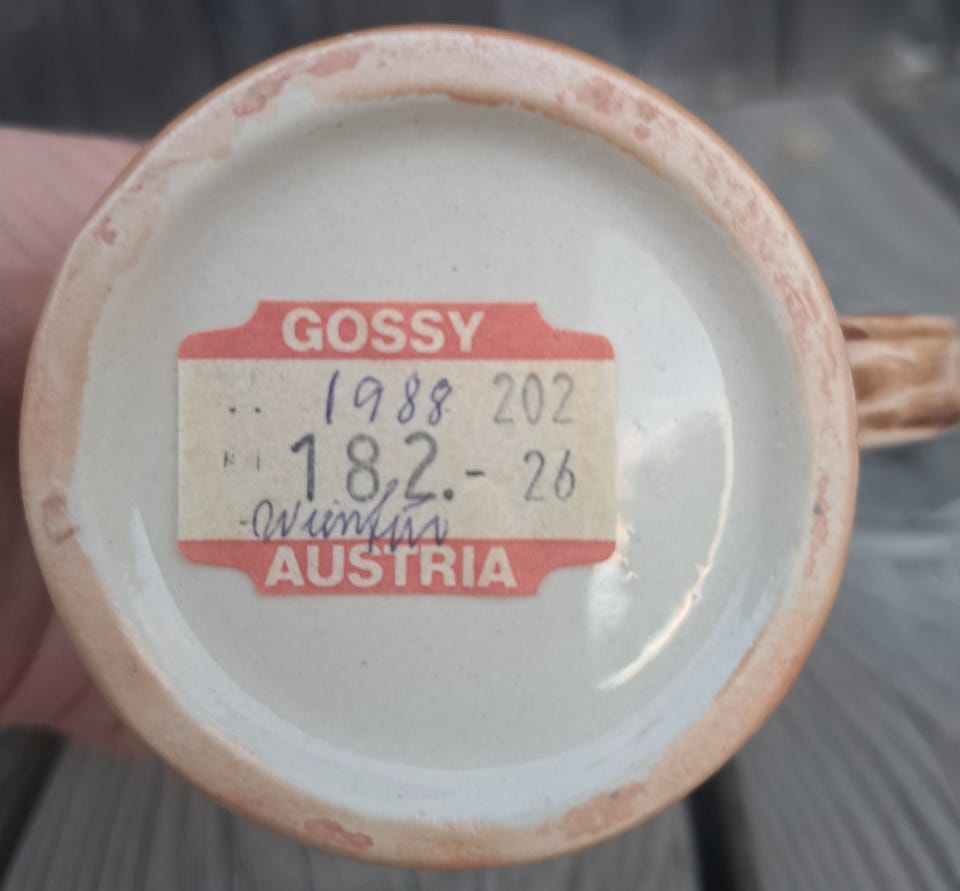 GOSSY
1988 202
182.- 26
AUSTRIA